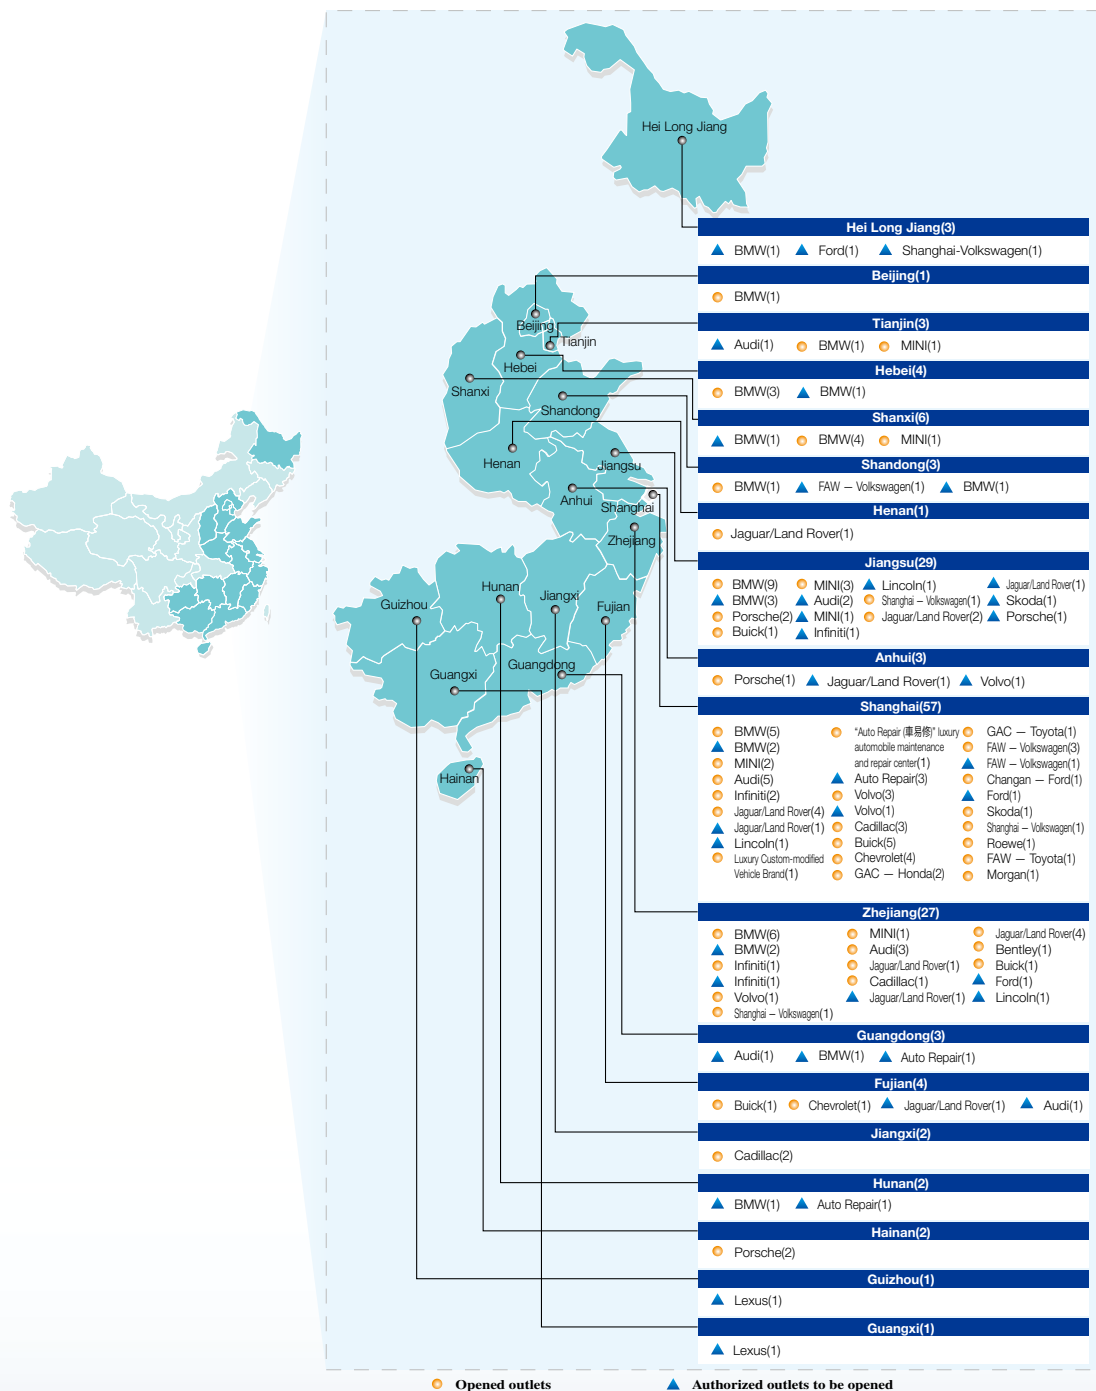 Hei Long Jiang
Beijing
Tianjin
Hebei
Shanxi
Shandong
Henan
Jiangsu
Anhui
Shanghai
Zhejiang
Hunan
Jiangxi
Guizhou
Fujian
Guangxi
Guangdong
Hainan
Hei Long Jiang(3)
BMW(1) Ford(1) Shanghai-Volkswagen(1)
Beijing(1)
BMW(1)
Tianjin(3)
Audi(1) BMW(1) MINI(1)
Hebei(4)
BMW(3) BMW(1)
Shanxi(6)
BMW(1) BMW(4) MINI(1)
Shandong(3)
BMW(1) FAW – Volkswagen(1) BMW(1)
Henan(1)
Jaguar/Land Rover(1)
Jiangsu(29)
BMW(9) MINI(3) Lincoln(1) Jaguar/Land Rover(1)
BMW(3) Audi(2) Shanghai – Volkswagen(1) Skoda(1)
Porsche(2) MINI(1) Jaguar/Land Rover(2) Porsche(1)
Buick(1) Infiniti(1)
Anhui(3)
Porsche(1) Jaguar/Land Rover(1) Volvo(1)
Shanghai(57)
BMW(5)
BMW(2)
MINI(2)
Audi(5)
Infiniti(2)
Jaguar/Land Rover(4)
Jaguar/Land Rover(1)
Lincoln(1)
Luxury Custom-modified
Vehicle Brand(1)
"Auto Repair (車易修)" luxury
automobile maintenance
and repair center(1)
Auto Repair(3)
Volvo(3)
Volvo(1)
Cadillac(3)
Buick(5)
Chevrolet(4)
GAC – Honda(2)
GAC – Toyota(1)
FAW – Volkswagen(3)
FAW – Volkswagen(1)
Changan – Ford(1)
Ford(1)
Skoda(1)
Shanghai – Volkswagen(1)
Roewe(1)
FAW – Toyota(1)
Morgan(1)
Zhejiang(27)
BMW(6)
BMW(2)
Infiniti(1)
Infiniti(1)
Volvo(1)
Shanghai – Volkswagen(1)
MINI(1)
Audi(3)
Jaguar/Land Rover(1)
Cadillac(1)
Jaguar/Land Rover(1)
Jaguar/Land Rover(4)
Bentley(1)
Buick(1)
Ford(1)
Lincoln(1)
Guangdong(3)
Audi(1) BMW(1) Auto Repair(1)
Fujian(4)
Buick(1) Chevrolet(1) Jaguar/Land Rover(1) Audi(1)
Jiangxi(2)
Cadillac(2)
Hunan(2)
BMW(1) Auto Repair(1)
Hainan(2)
Porsche(2)
Guizhou(1)
Lexus(1)
Guangxi(1)
Lexus(1)
Opened outlets Authorized outlets to be opened